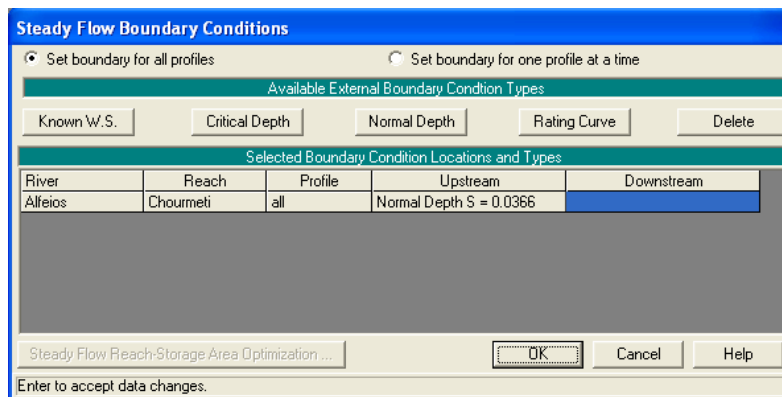 Steady Flow Boundary Conditions
Set boundary for all profiles Set boundary for one profile at a time
Available External Boundary Condtion Types
Known W.S. Critical Depth Normal Depth Rating Curve Delete
Selected Boundary Condition Locations and Types
River Reach Profile Upstream Downstream
Alfeios Chourmeti all Normal Depth S = 0.0366
Steady Flow Reach-Storage Area Optimization ... OK Cancel Help
Enter to accept data changes.